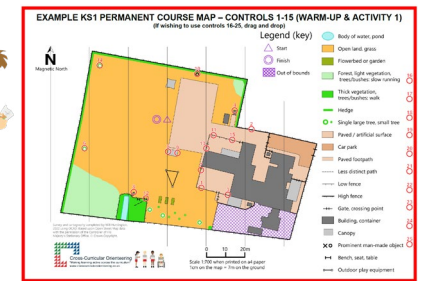 EXAMPLE KS1 PERMANENT COURSE MAP – CONTROLS 1-15 (WARM-UP & ACTIVITY 1)
(If wishing to use controls 16-25, drag and drop)
Legend (key)
N
Magnetic North
Start
Finish
Out of bounds
Body of water, pond
Open land: grass
Flowerbed or garden
Forest, light vegetation,
trees/bushes: slow running
Thick vegetation,
trees/bushes: walk
Hedge
Single large tree, small tree
Paved / artificial surface
Car park
Paved footpath
Less distinct path
Low fence
High fence
Gate, crossing point
Building, container
Canopy
Prominent man-made object
Bench, seat, table
Outdoor play equipment
Cross-Curricular Orienteering
0 10 20m
Scale 1:700 when printed on a4 paper
1cm on the map = 7m on the ground